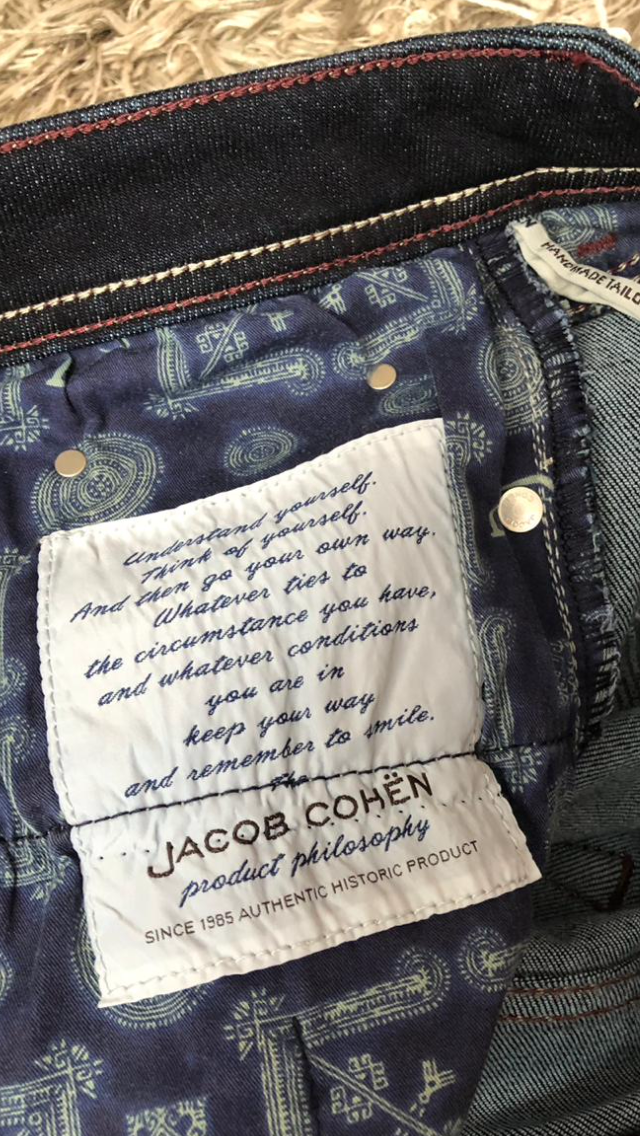 HANDMADE TAILO
Understand yourself.
Think of yourself.
And then go your own way.
Whatever ties to
the circumstance you have,
and whatever conditions
you are in
keep your way
and remember to smile.
The
JACOB COHËN
product philosophy
SINCE 1985 AUTHENTIC HISTORIC PRODUCT